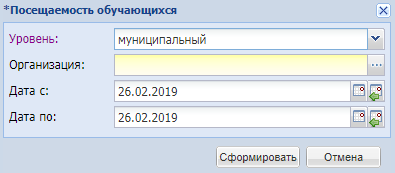 *Посещаемость обучающихся
Уровень: муниципальный
Организация:
Дата с: 26.02.2019
Дата по: 26.02.2019
Сформировать Отмена